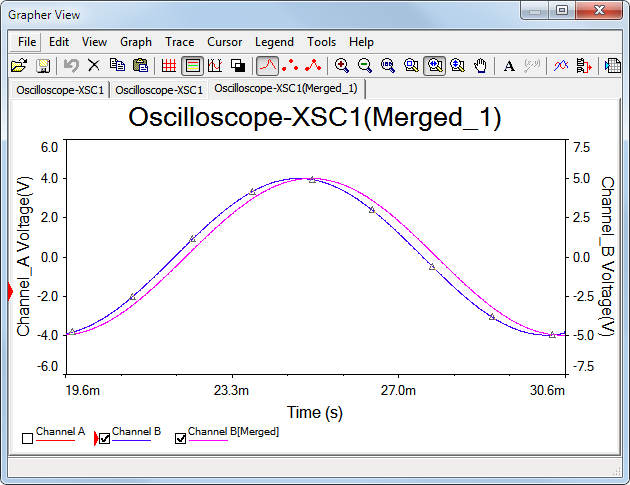 Grapher View
File Edit View Graph Trace Cursor Legend Tools Help
Oscilloscope-XSC1 Oscilloscope-XSC1 Oscilloscope-XSC1(Merged_1)
Oscilloscope-XSC1(Merged_1)
Channel_A Voltage(V)
6.0
4.0
2.0
0.0
-2.0
-4.0
-6.0
7.5
5.0
2.5
0.0
-2.5
-5.0
-7.5
Channel_B Voltage(V)
19.6m 23.3m 27.0m 30.6m
Time (s)
Channel A Channel B Channel B[Merged]